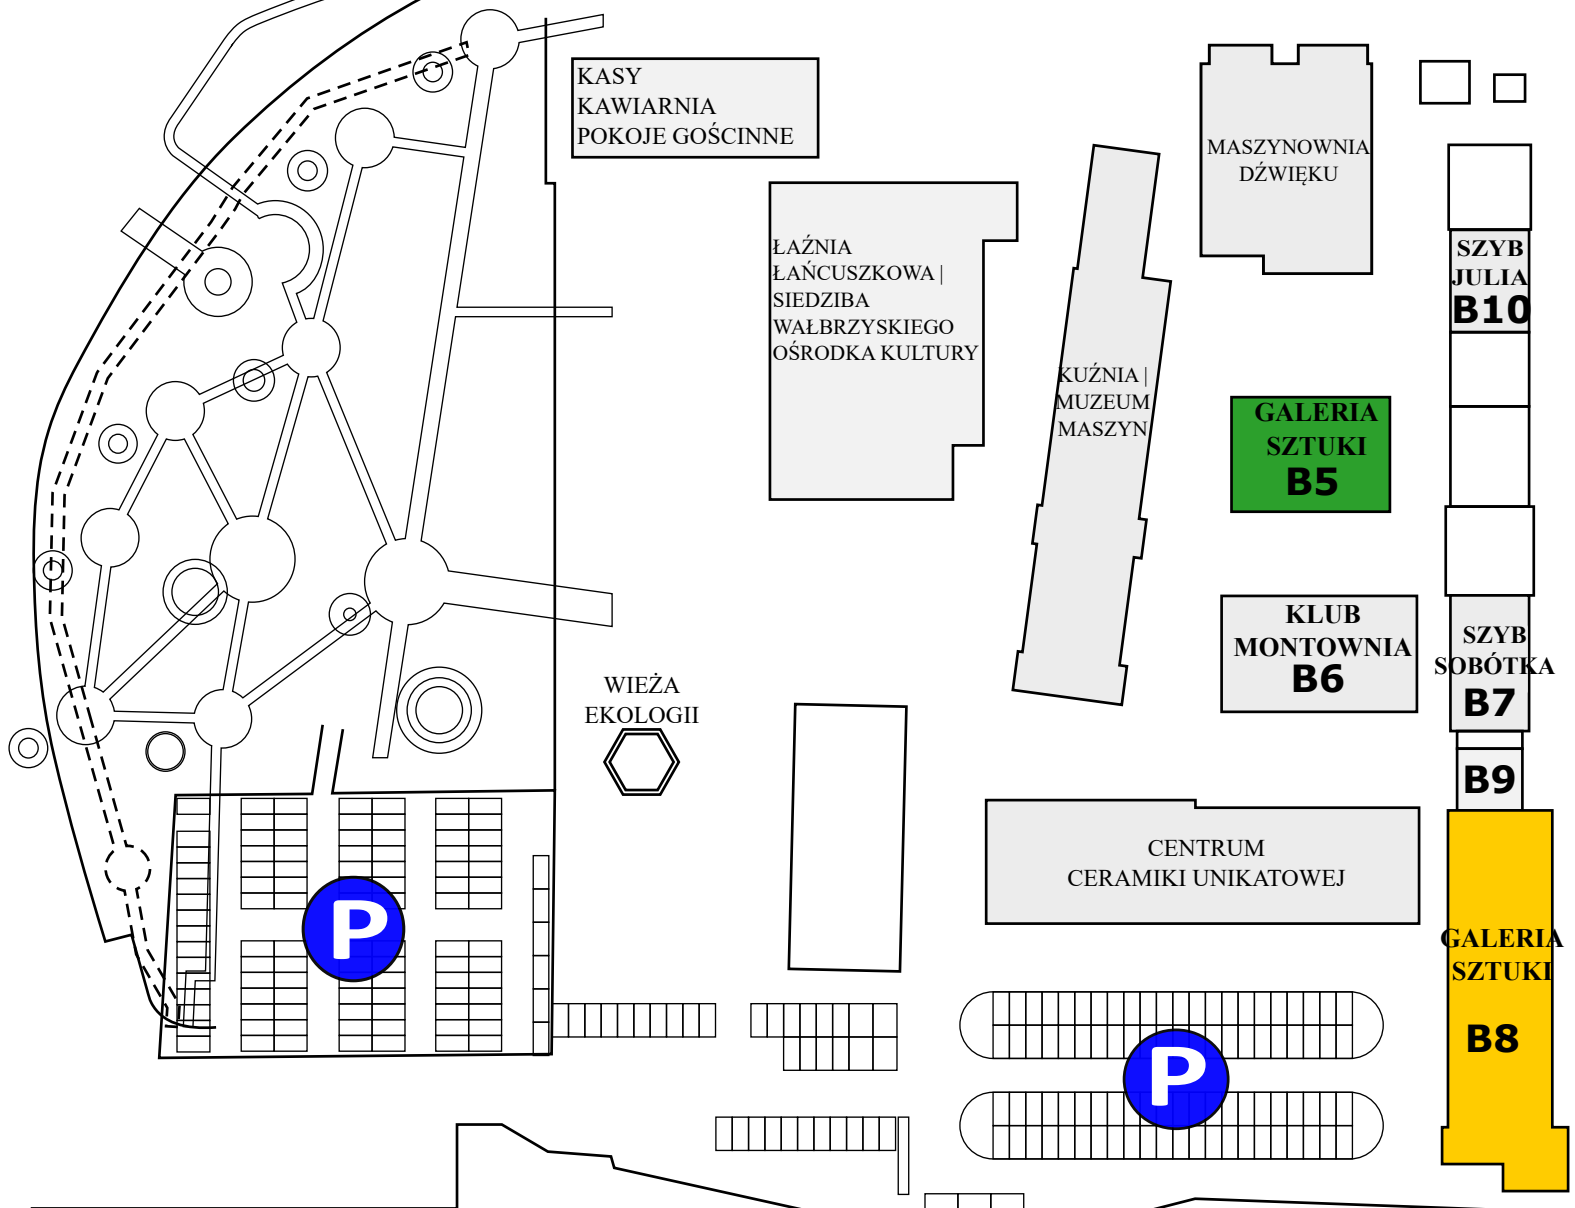 KASY
KAWIARNIA
POKOJE GOŚCINNE
MASZYNOWNIA
DŹWIĘKU
ŁAŹNIA
ŁAŃCUSZKOWA |
SIEDZIBA
WAŁBRZYSKIEGO
OŚRODKA KULTURY
SZYB
JULIA
B10
KUŹNIA |
MUZEUM
MASZYN
GALERIA
SZTUKI
B5
KLUB
MONTOWNIA
B6
SZYB
SOBÓTKA
B7
WIEŻA
EKOLOGII
B9
CENTRUM
CERAMIKI UNIKATOWEJ
P
GALERIA
SZTUKI
B8
P